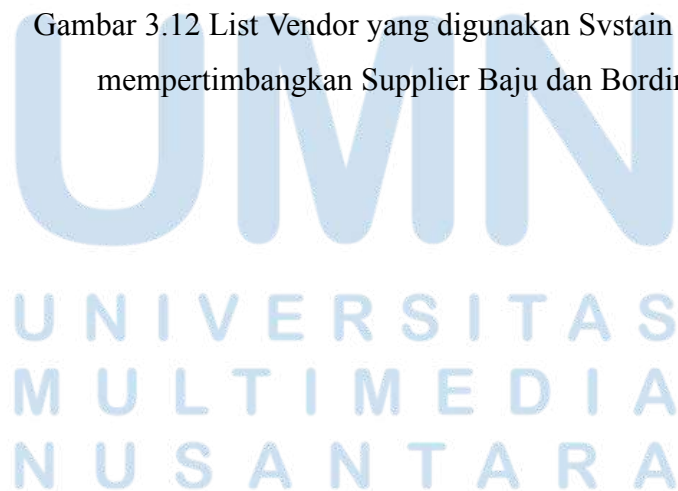 Gambar 3.12 List Vendor yang digunakan Svstain
mempertimbangkan Supplier Baju dan
UMN
UNIVERSITAS
MULTIMEDIA
NUSANTARA